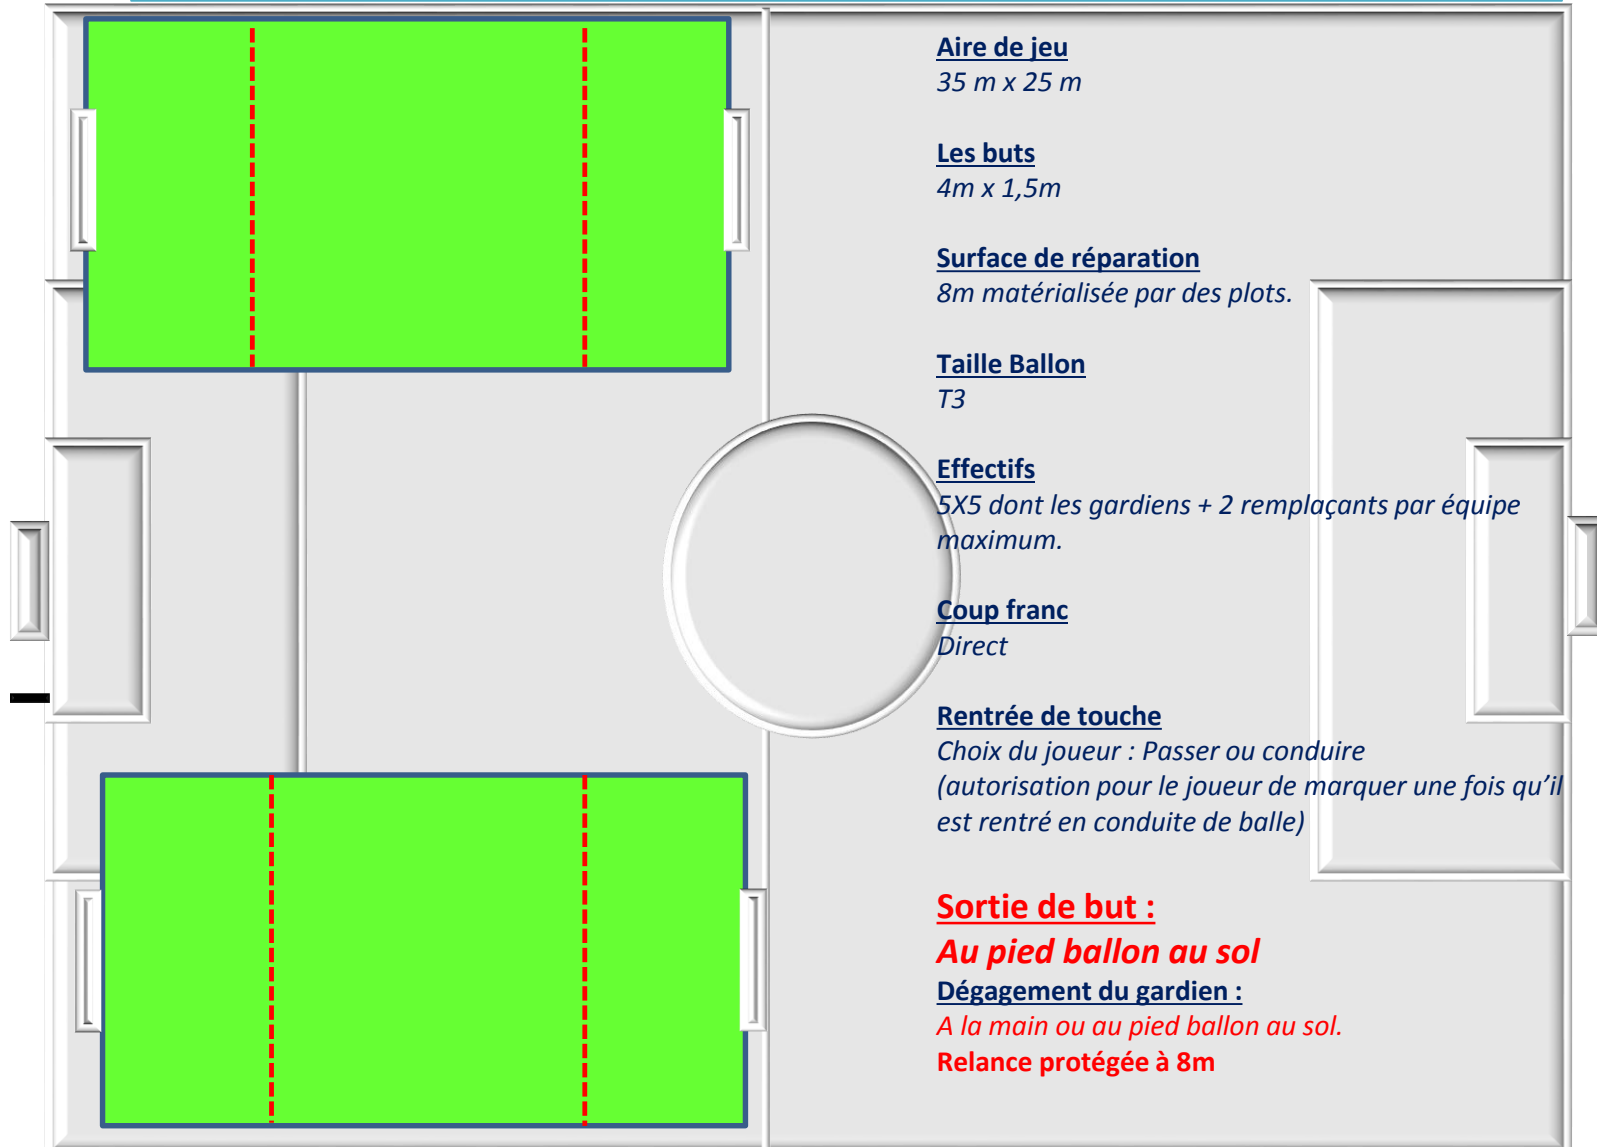 Aire de jeu
35 m x 25 m
Les buts
4m x 1,5m
Surface de réparation
8m matérialisée par des plots.
Taille Ballon
T3
Effectifs
5X5 dont les gardiens + 2 remplaçants par équipe
maximum.
Coup franc
Direct
Rentrée de touche
Choix du joueur : Passer ou conduire
(autorisation pour le joueur de marquer une fois qu’il
est rentré en conduite de balle)
Sortie de but :
Au pied ballon au sol
Dégagement du gardien :
A la main ou au pied ballon au sol.
Relance protégée à 8m